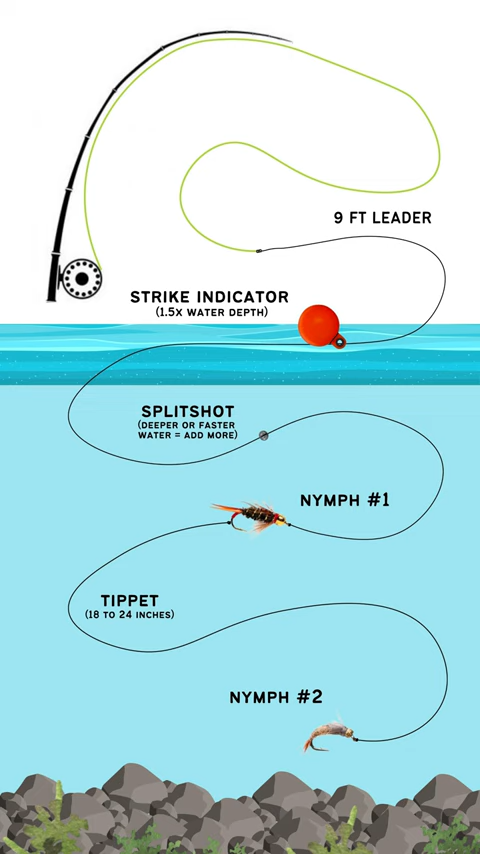 9 FT LEADER
STRIKE INDICATOR
(1.5X WATER DEPTH)
SPLITSHOT
(DEEPER OR FASTER
WATER = ADD MORE)
NYMPH #1
TIPPET
(18 TO 24 INCHES)
NYMPH #2